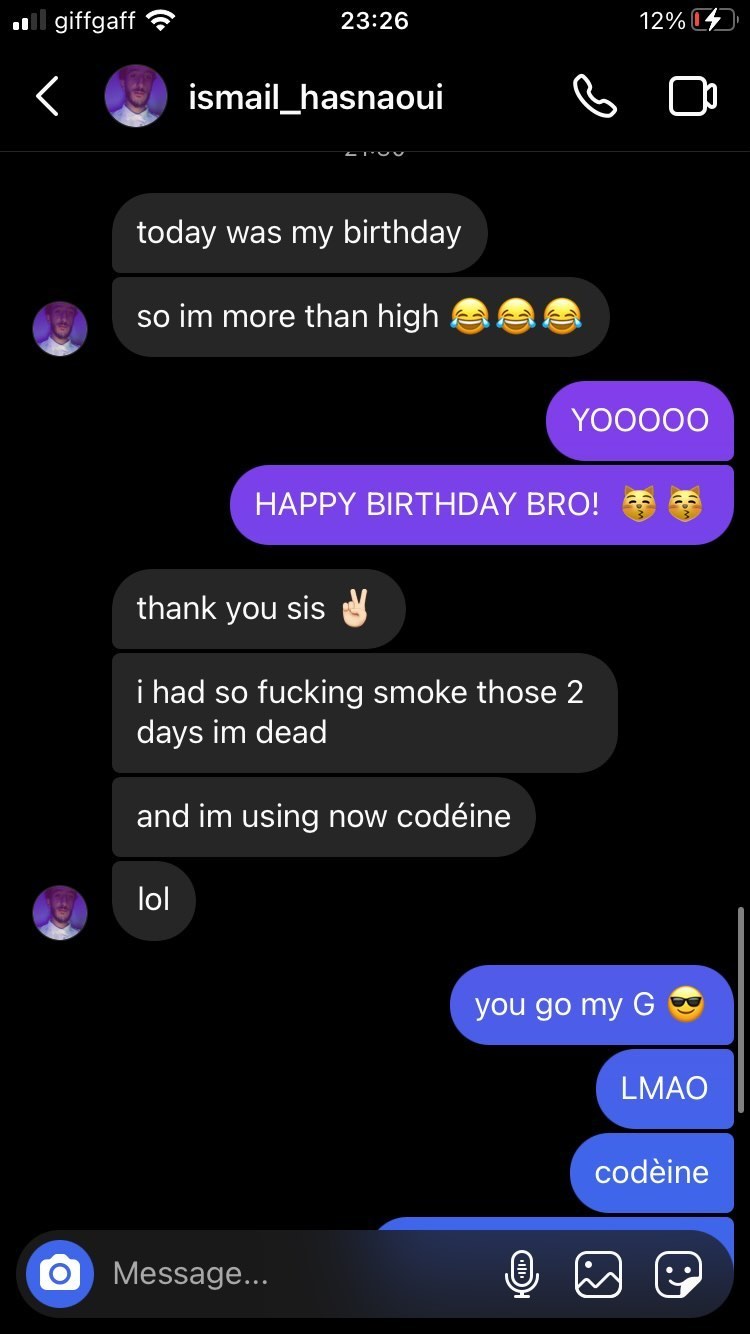 giffgaff 23:26 12%
ismail_hasnaoui
today was my birthday
so im more than high 😂😂😂
YOOOOO
HAPPY BIRTHDAY BRO! 😽😽
thank you sis ✌🏻
i had so fucking smoke those 2
days im dead
and im using now codéine
lol
you go my G 😎
LMAO
codèine
Message...